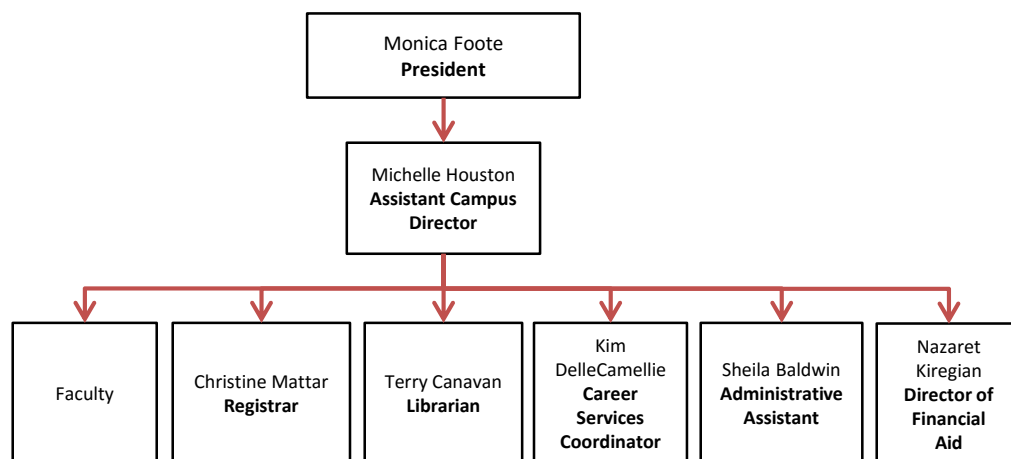 Monica Foote
President
Michelle Houston
Assistant Campus
Director
Faculty
Christine Mattar
Registrar
Terry Canavan
Librarian
Kim
DelleCamellie
Career
Services
Coordinator
Sheila Baldwin
Administrative
Assistant
Nazaret
Kiregian
Director of
Financial
Aid